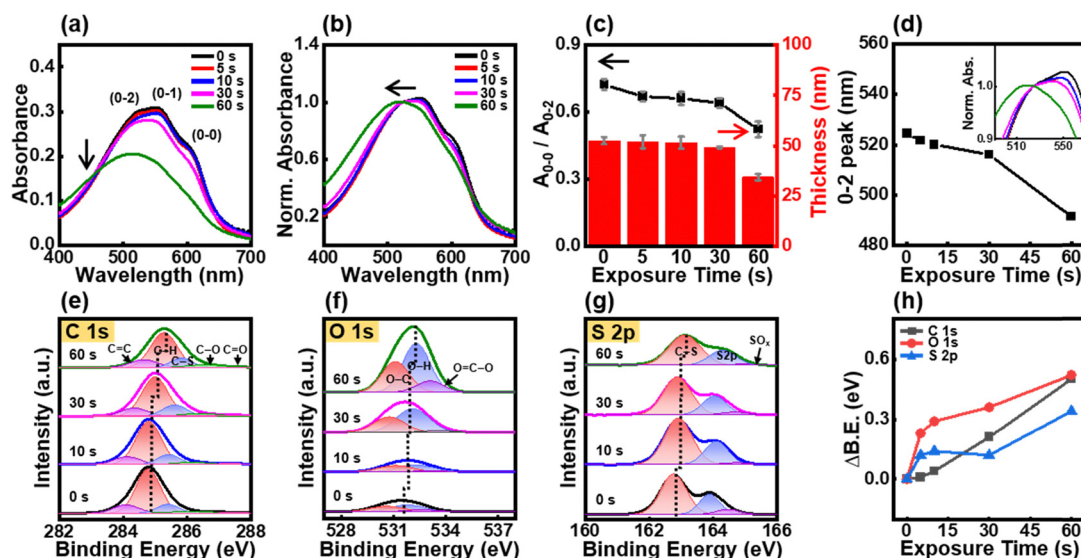 (a)
0.4
0.3
0.2
0.1
0.0
Absorbance
0 s
5 s
10 s
30 s
60 s
(0-2)
(0-1)
(0-0)
400 500 600 700
Wavelength (nm)
(b)
1.4
1.0
0.6
0.2
Norm. Absorbance
0 s
5 s
10 s
30 s
60 s
400 500 600 700
Wavelength (nm)
(c)
0.9
0.6
0.3
0.0
A0-0 / A0-2
100
75
50
25
0
Thickness (nm)
0 5 10 30 60
Exposure Time (s)
(d)
560
540
520
500
480
0-2 peak (nm)
Norm. Abs.
1.0
0.9
510 550
0 15 30 45 60
Exposure Time (s)
(e)
C 1s
Intensity (a.u.)
C=C
C–H
C–S
C–O
C=O
60 s
30 s
10 s
0 s
282 284 286 288
Binding Energy (eV)
(f)
O 1s
Intensity (a.u.)
O–C
O–H
O=C–O
60 s
30 s
10 s
0 s
528 531 534 537
Binding Energy (eV)
(g)
S 2p
Intensity (a.u.)
C–S
S2p
SOx
60 s
30 s
10 s
0 s
160 162 164 166
Binding Energy (eV)
(h)
0.9
0.6
0.3
0.0
ΔB.E. (eV)
C 1s
O 1s
S 2p
0 15 30 45 60
Exposure Time (s)